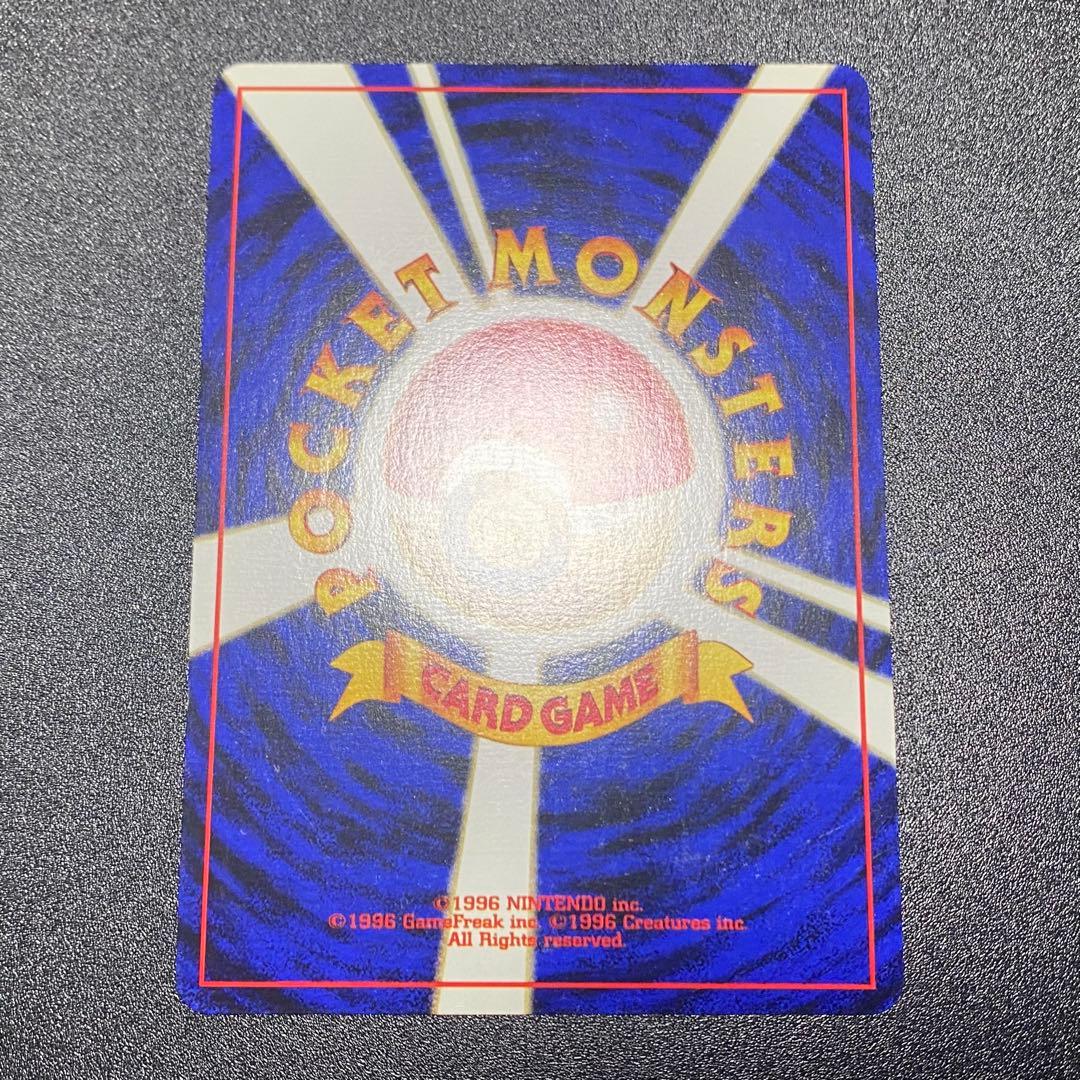 POCKET MONSTERS
CARD GAME
©1996 NINTENDO inc.
©1996 GameFreak inc. ©1996 Creatures inc.
All Rights reserved.